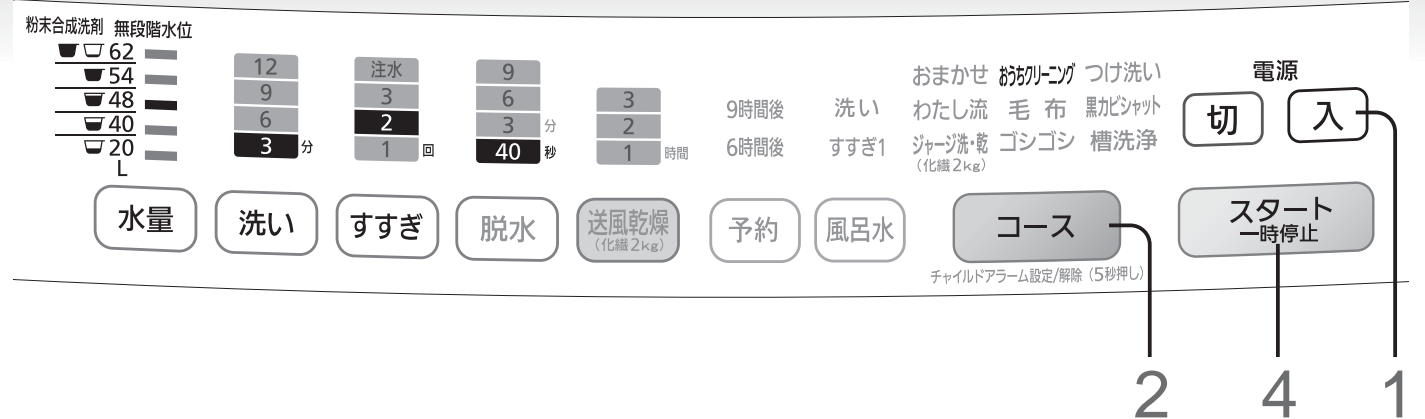 粉末合成洗剤 無段階水位
62
54
48
40
20
L
12
9
6
3 分
注水
3
2
1 回
9
6
3 分
40 秒
3
2
1 時間
9時間後
6時間後
洗い
すすぎ1
おまかせ おうちクリーニング つけ洗い
わたし流 毛布 黒カビシャット
ジャージ洗・乾 ゴシゴシ 槽洗浄
(化繊2kg)
電源
切 入
水量
洗い
すすぎ
脱水
送風乾燥
(化繊2kg)
予約
風呂水
コース
チャイルドアラーム設定/解除(5秒押し)
スタート
一時停止
2 4 1